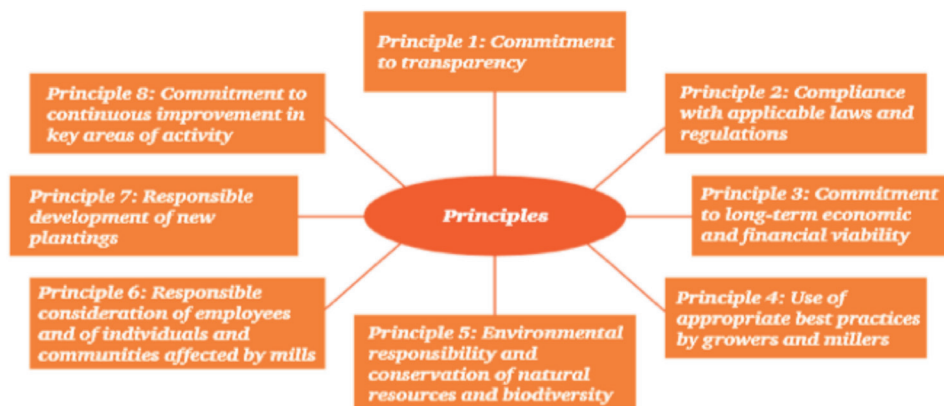 Principle 1: Commitment
to transparency
Principle 2: Compliance
with applicable laws and
regulations
Principle 3: Commitment
to long-term economic
and financial viability
Principle 4: Use of
appropriate best practices
by growers and millers
Principle 5: Environmental
responsibility and
conservation of natural
resources and biodiversity
Principle 6: Responsible
consideration of employees
and of individuals and
communities affected by mills
Principle 7: Responsible
development of new
plantings
Principle 8: Commitment to
continuous improvement in
key areas of activity
Principles